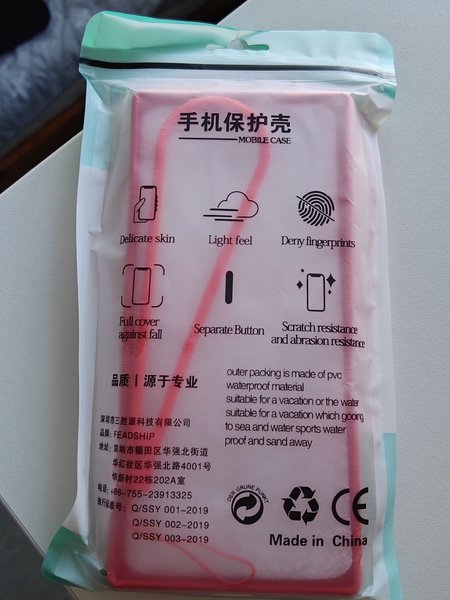 手机保护壳
MOBILE CASE
Delicate skin
Light feel
Deny fingerprints
Full cover
against fall
Separate Button
Scratch resistance
and abrasion resistance
品质 | 源于专业
outer packing is made of pvc
waterproof material
suitable for a vacation or the water
suitable for a vacation which goong
to sea and water sports water
proof and sand away
深圳市三胜源科技有限公司
品牌: FEADSHIP
地址: 深圳市福田区华强北街道
华红社区华强北路4001号
华新村22栋202A室
电话: +86-755-23913325
执行标准号: Q/SSY 001-2019
Q/SSY 002-2019
Q/SSY 003-2019
DER GRÜNE PUNKT
CE
Made in China